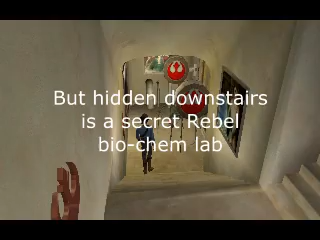 But hidden downstairs
is a secret Rebel
bio-chem lab